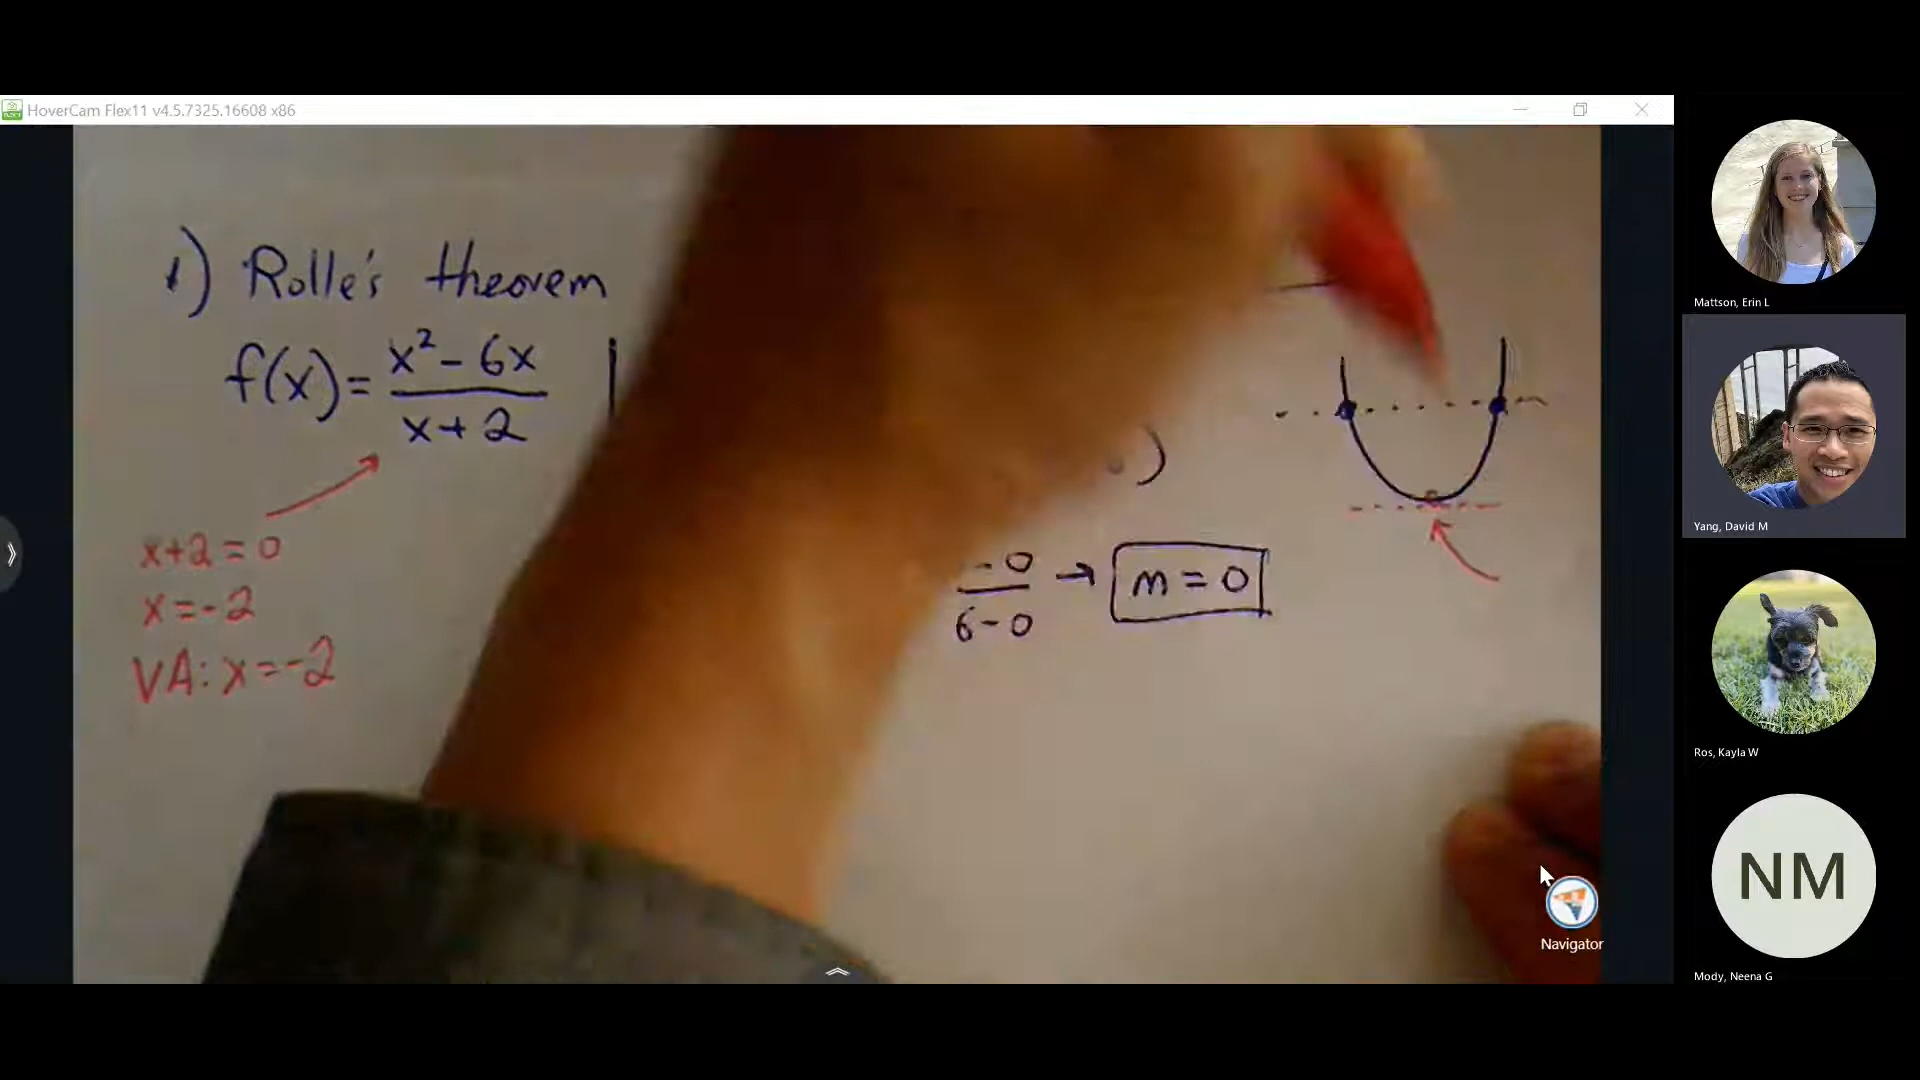 HoverCam Flex11 v4.5.7325.16608 x86
1) Rolle's theorem
f(x)= x² - 6x
x + 2
x+2 = 0
x = -2
VA: x = -2
)
- 0
6 - 0
→ m = 0
Navigator
Mattson, Erin L
Yang, David M
Ros, Kayla W
NM
Mody, Neena G